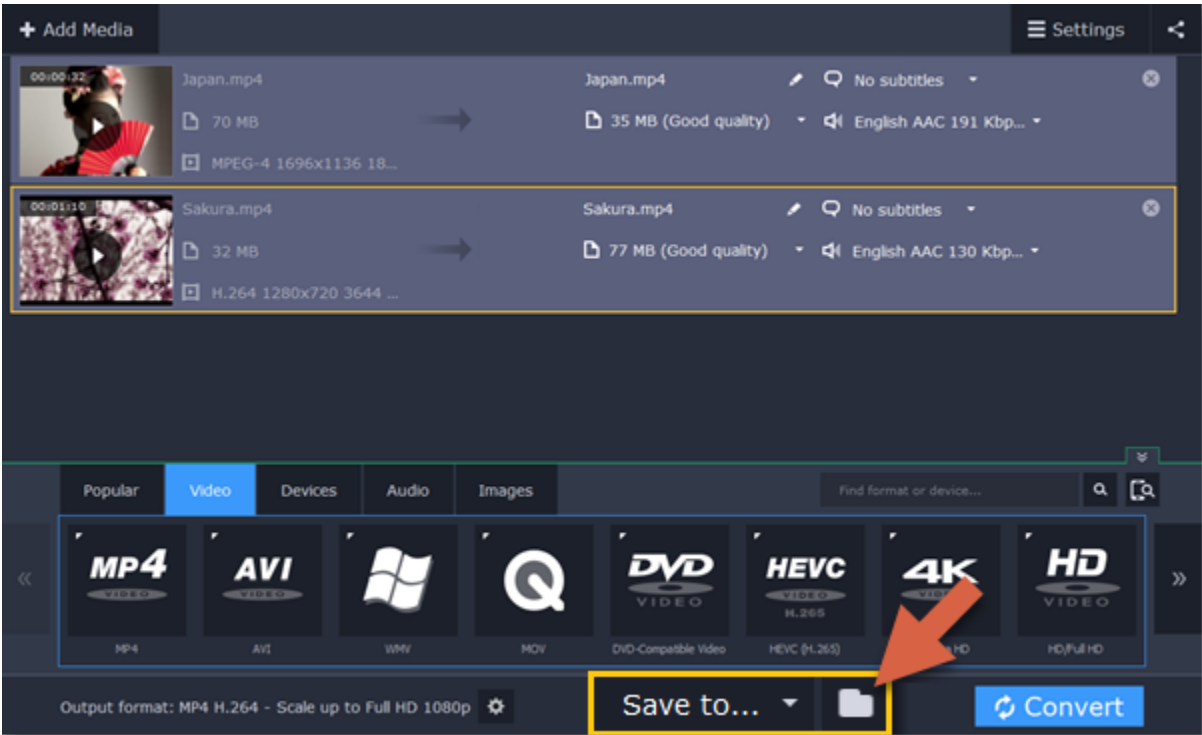 + Add Media
Settings
00:00:32
Japan.mp4
Japan.mp4
No subtitles
70 MB
35 MB (Good quality)
English AAC 191 Kbp...
MPEG-4 1696x1136 18...
00:01:10
Sakura.mp4
Sakura.mp4
No subtitles
32 MB
77 MB (Good quality)
English AAC 130 Kbp...
H.264 1280x720 3644 ...
Popular
Video
Devices
Audio
Images
Find format or device...
MP4 VIDEO
AVI VIDEO
DVD VIDEO
HEVC VIDEO H.265
4K
HD VIDEO
MP4
AVI
WMV
MOV
DVD-Compatible Video
HEVC (H.265)
HD
HD/Full HD
Output format: MP4 H.264 - Scale up to Full HD 1080p
Save to...
Convert